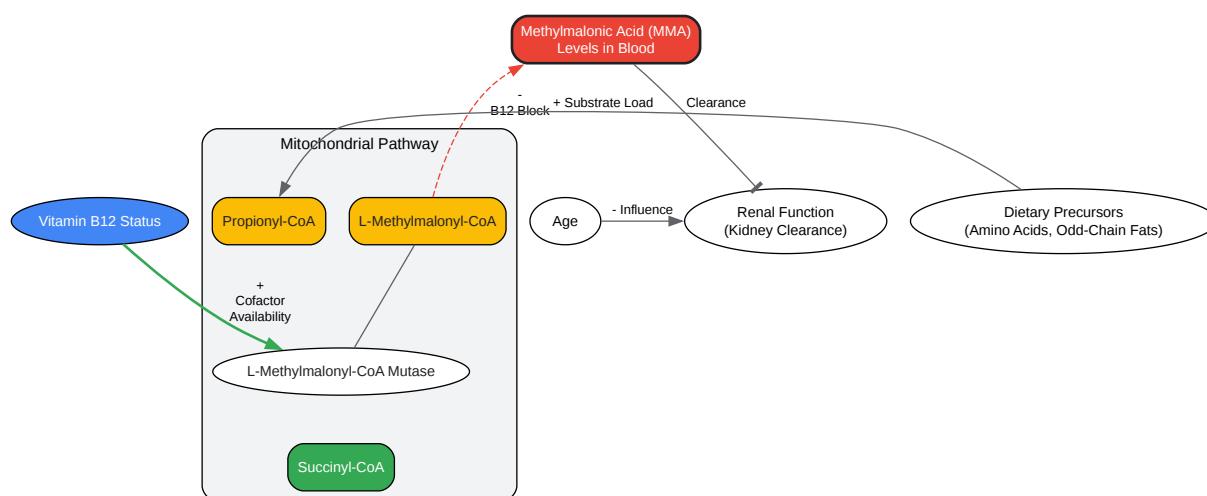 Methylmalonic Acid (MMA)
Levels in Blood
-
B12 Block
+ Substrate Load
Clearance
Mitochondrial Pathway
Vitamin B12 Status
Propionyl-CoA
L-Methylmalonyl-CoA
Age
- Influence
Renal Function
(Kidney Clearance)
Dietary Precursors
(Amino Acids, Odd-Chain Fats)
+
Cofactor
Availability
L-Methylmalonyl-CoA Mutase
Succinyl-CoA